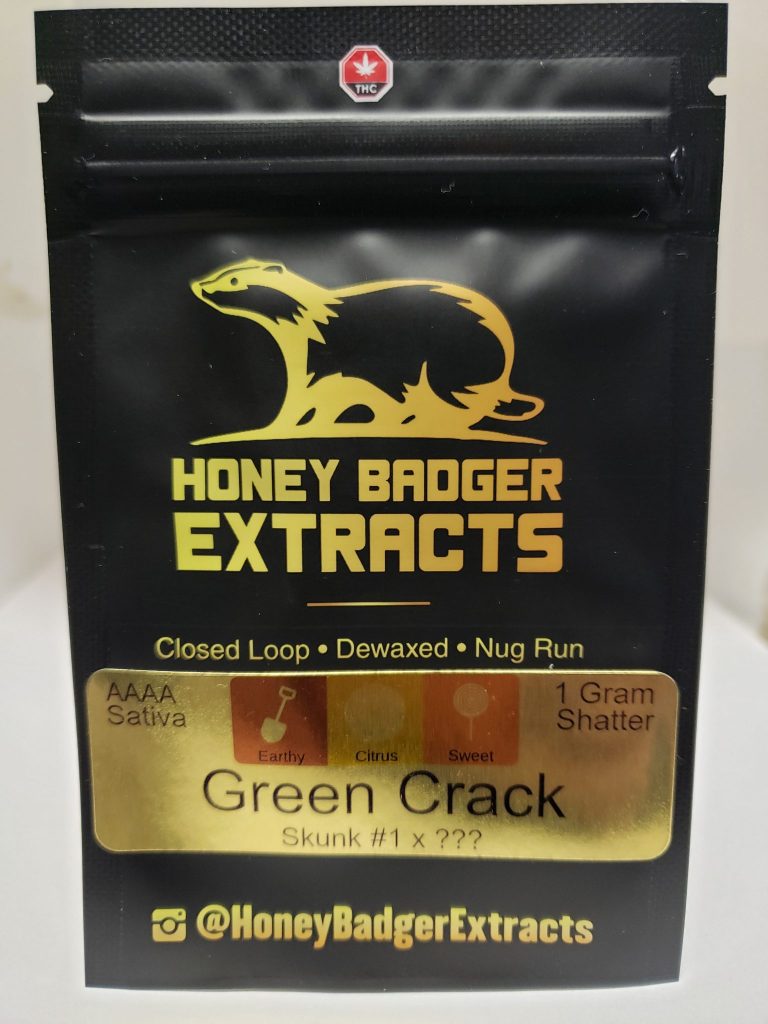 THC
HONEY BADGER
EXTRACTS
Closed Loop • Dewaxed • Nug Run
AAAA
Sativa
Earthy
Citrus
Sweet
1 Gram
Shatter
Green Crack
Skunk #1 x ???
@HoneyBadgerExtracts